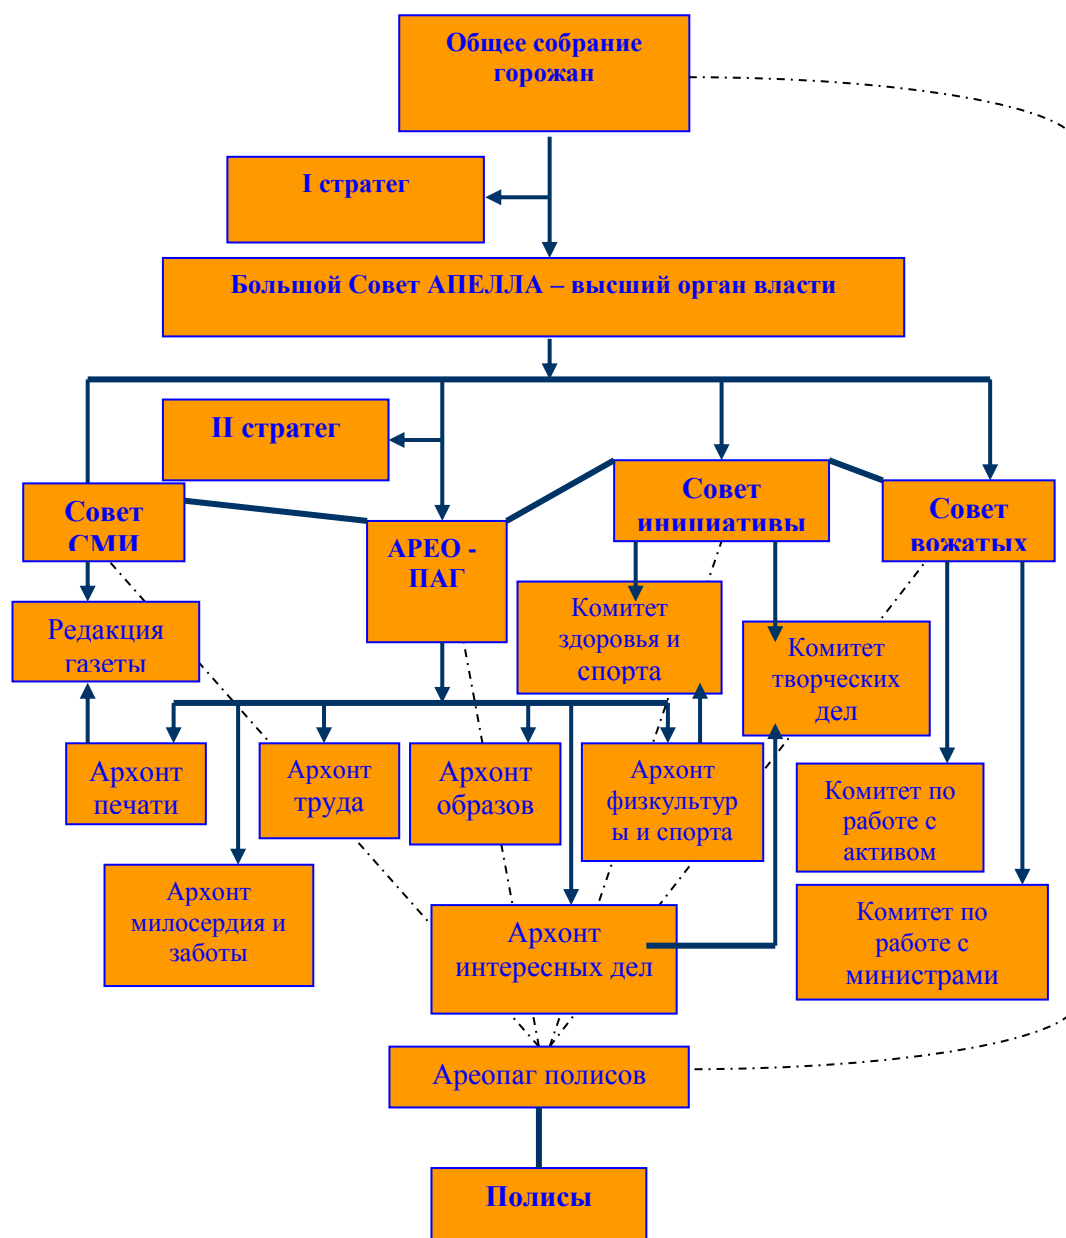 Общее собрание
горожан
I стратег
Большой Совет АПЕЛЛА – высший орган власти
II стратег
Совет
СМИ
АРЕО -
ПАГ
Совет
инициативы
Совет
вожатых
Редакция
газеты
Комитет
здоровья и
спорта
Комитет
творческих
дел
Архонт
печати
Архонт
труда
Архонт
образов
Архонт
физкультур
ы и спорта
Комитет по
работе с
активом
Архонт
милосердия и
заботы
Архонт
интересных дел
Комитет по
работе с
министрами
Ареопаг полисов
Полисы